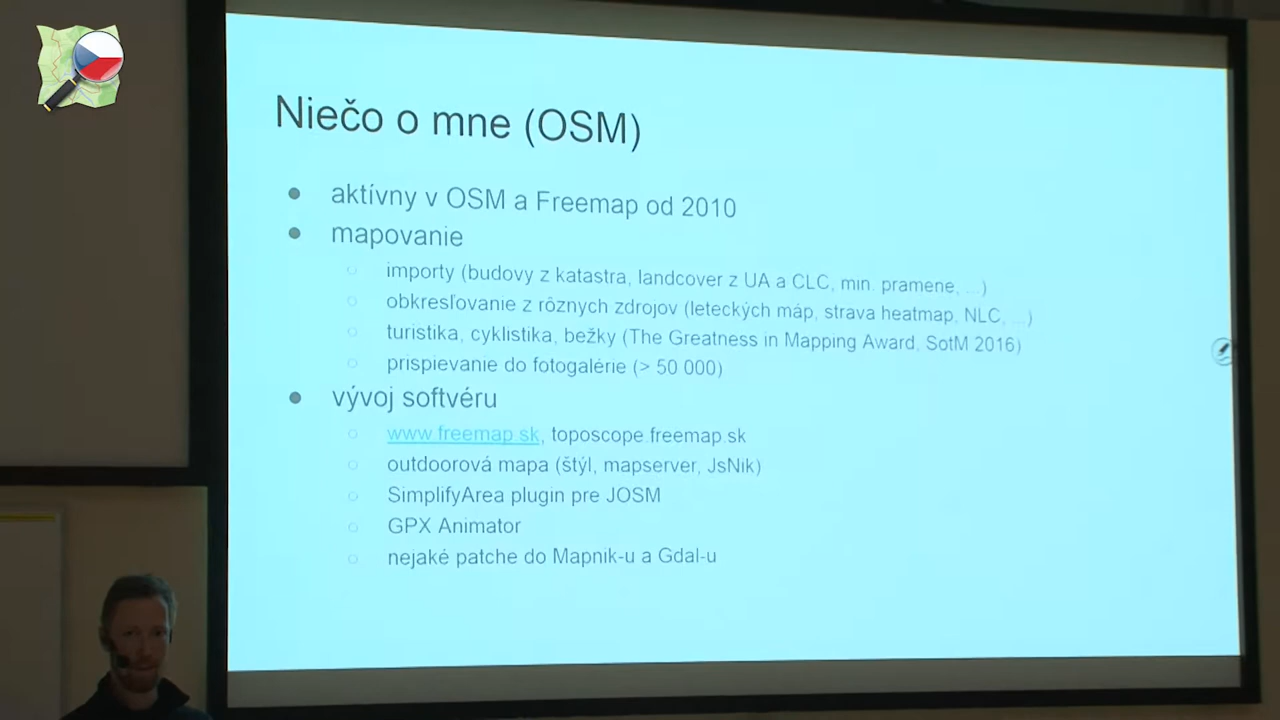 Niečo o mne (OSM)
aktívny v OSM a Freemap od 2010
mapovanie
importy (budovy z katastra, landcover z UA a CLC, min. pramene, ...)
obkresľovanie z rôznych zdrojov (leteckých máp, strava heatmap, NLC, ...)
turistika, cyklistika, bežky (The Greatness in Mapping Award, SotM 2016)
prispievanie do fotogalérie (> 50 000)
vývoj softvéru
www.freemap.sk, toposcope.freemap.sk
outdoorová mapa (štýl, mapserver, JsNik)
SimplifyArea plugin pre JOSM
GPX Animator
nejaké patche do Mapnik-u a Gdal-u